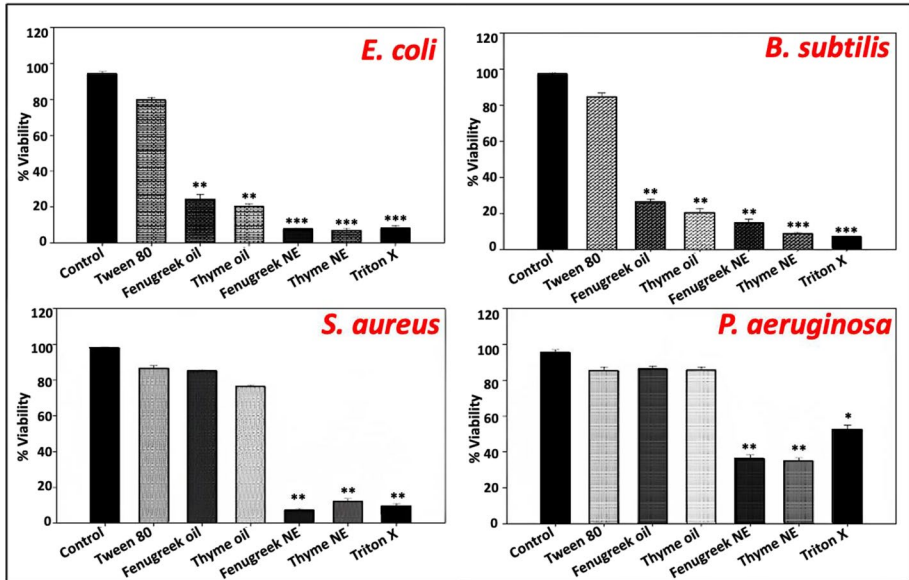 E. coli
% Viability
120
100
80
60
40
20
0
**
**
***
***
***
Control
Tween 80
Fenugreek oil
Thyme oil
Fenugreek NE
Thyme NE
Triton X
B. subtilis
% Viability
120
100
80
60
40
20
0
**
**
**
***
***
Control
Tween 80
Fenugreek oil
Thyme oil
Fenugreek NE
Thyme NE
Triton X
S. aureus
% Viability
120
100
80
60
40
20
0
**
**
**
Control
Tween 80
Fenugreek oil
Thyme oil
Fenugreek NE
Thyme NE
Triton X
P. aeruginosa
% Viability
120
100
80
60
40
20
0
**
**
*
Control
Tween 80
Fenugreek oil
Thyme oil
Fenugreek NE
Thyme NE
Triton X